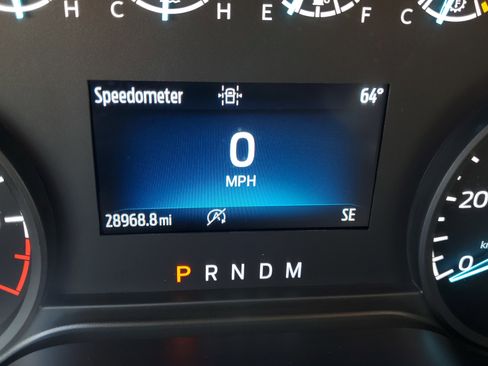 H C H E F C
Speedometer 64°
0
MPH
28968.8 mi SE
P R N D M
20
0